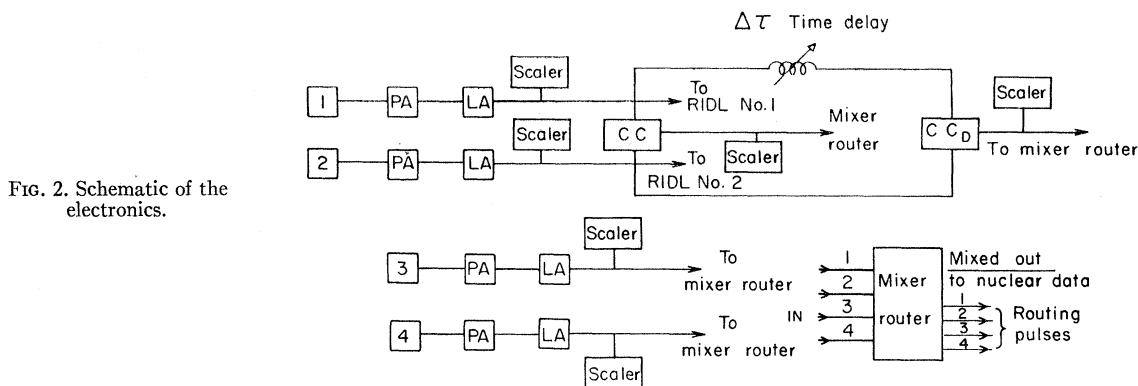 Δτ Time delay
Scaler
1 PA LA
To
RIDL No. 1
Scaler
Scaler
Mixer
router
CC
C C_D
2 PA LA
To
RIDL No. 2
Scaler
To mixer router
FIG. 2. Schematic of the
electronics.
Scaler
3 PA LA
To
mixer router
4 PA LA
To
mixer router
Scaler
IN
1
2
3
4
Mixer
router
Mixed out
to nuclear data
1
2
3
4
Routing
pulses